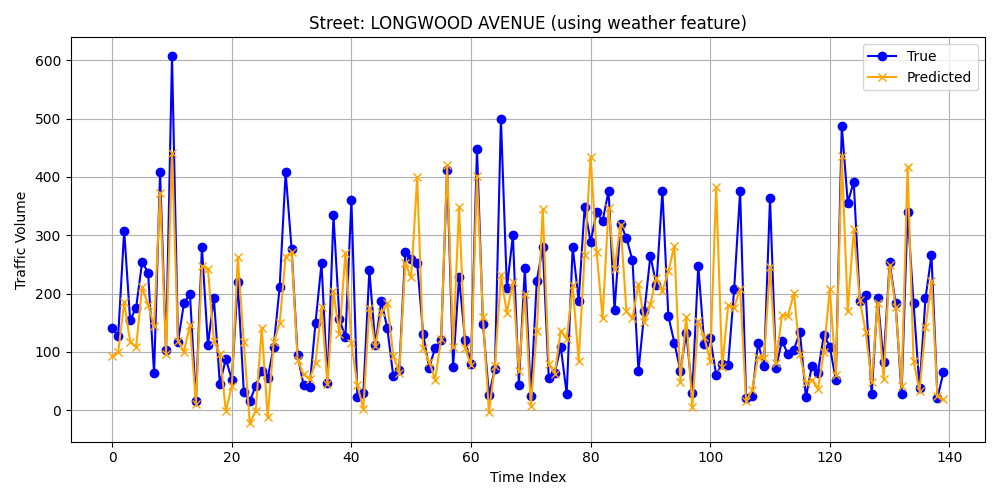 Street: LONGWOOD AVENUE (using weather feature)
True
Predicted
Traffic Volume
600
500
400
300
200
100
0
0 20 40 60 80 100 120 140
Time Index